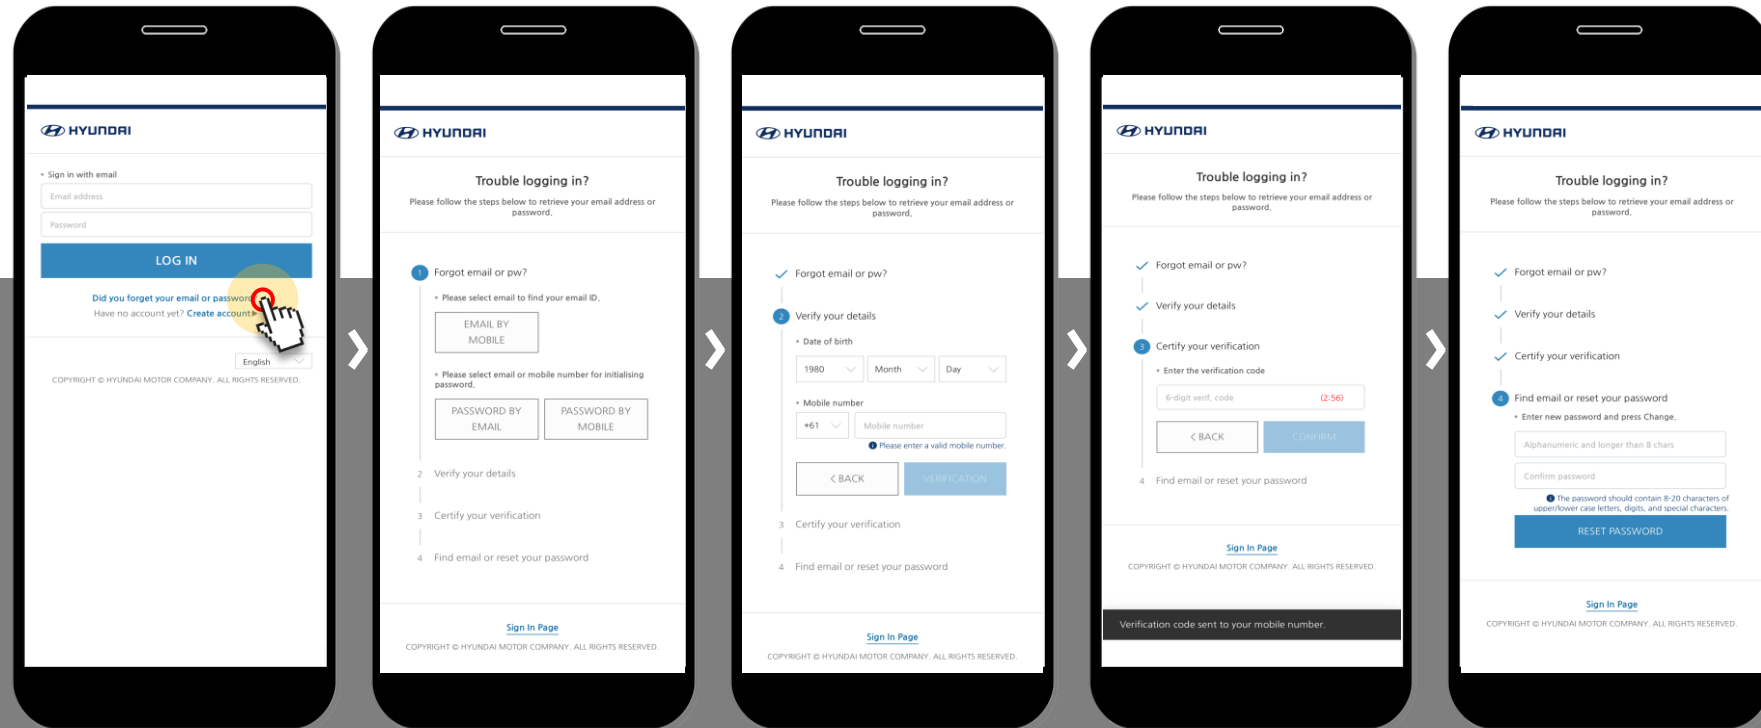 HYUNDAI
• Sign in with email
Email address
Password
LOG IN
Did you forget your email or password
Have no account yet? Create account
English
COPYRIGHT © HYUNDAI MOTOR COMPANY. ALL RIGHTS RESERVED.
HYUNDAI
Trouble logging in?
Please follow the steps below to retrieve your email address or
password.
1 Forgot email or pw?
• Please select email to find your email ID.
EMAIL BY
MOBILE
• Please select email or mobile number for initialising
password.
PASSWORD BY
EMAIL
PASSWORD BY
MOBILE
2 Verify your details
3 Certify your verification
4 Find email or reset your password
Sign In Page
COPYRIGHT © HYUNDAI MOTOR COMPANY. ALL RIGHTS RESERVED.
HYUNDAI
Trouble logging in?
Please follow the steps below to retrieve your email address or
password.
Forgot email or pw?
2 Verify your details
• Date of birth
1980 Month Day
• Mobile number
+61 Mobile number
Please enter a valid mobile number.
< BACK VERIFICATION
3 Certify your verification
4 Find email or reset your password
Sign In Page
COPYRIGHT © HYUNDAI MOTOR COMPANY. ALL RIGHTS RESERVED.
HYUNDAI
Trouble logging in?
Please follow the steps below to retrieve your email address or
password.
Forgot email or pw?
Verify your details
3 Certify your verification
• Enter the verification code
6-digit verif. code (2:56)
< BACK CONFIRM
4 Find email or reset your password
Sign In Page
COPYRIGHT © HYUNDAI MOTOR COMPANY. ALL RIGHTS RESERVED.
Verification code sent to your mobile number.
HYUNDAI
Trouble logging in?
Please follow the steps below to retrieve your email address or
password.
Forgot email or pw?
Verify your details
Certify your verification
4 Find email or reset your password
• Enter new password and press Change.
Alphanumeric and longer than 8 chars
Confirm password
The password should contain 8-20 characters of
upper/lower case letters, digits, and special characters.
RESET PASSWORD
Sign In Page
COPYRIGHT © HYUNDAI MOTOR COMPANY. ALL RIGHTS RESERVED.